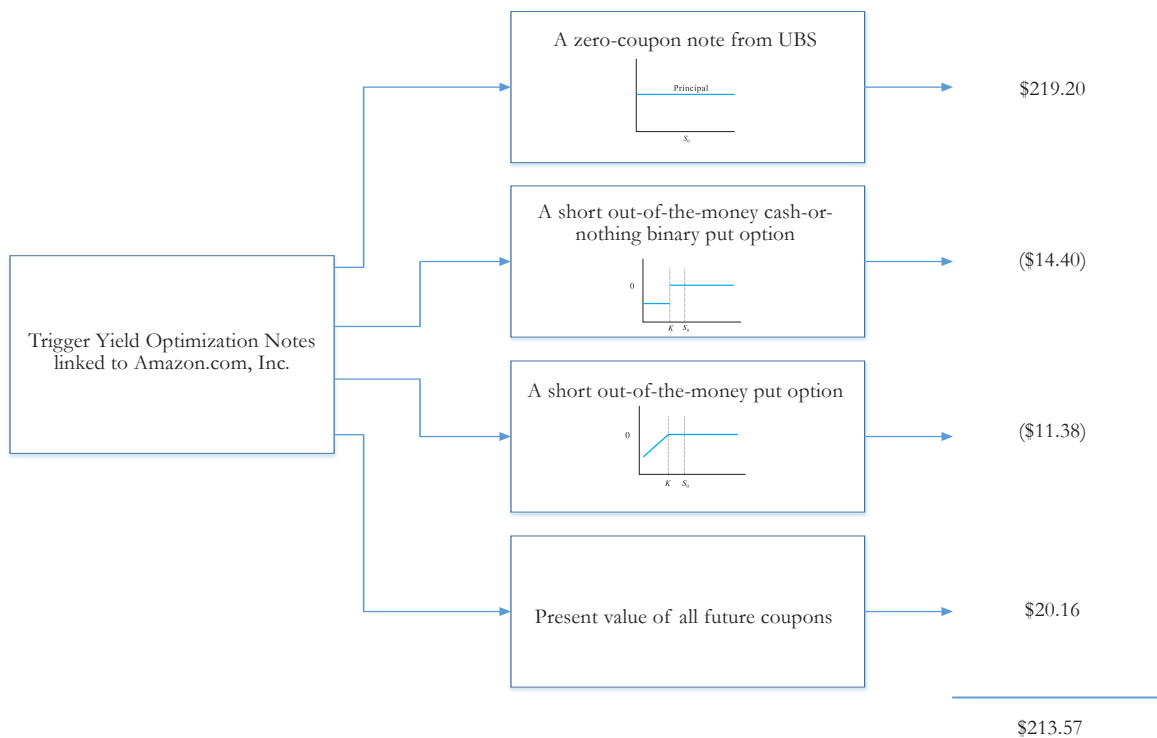 A zero-coupon note from UBS
Principal
S0
$219.20
A short out-of-the-money cash-or-
nothing binary put option
0
K S0
($14.40)
Trigger Yield Optimization Notes
linked to Amazon.com, Inc.
A short out-of-the-money put option
0
K S0
($11.38)
Present value of all future coupons
$20.16
$213.57